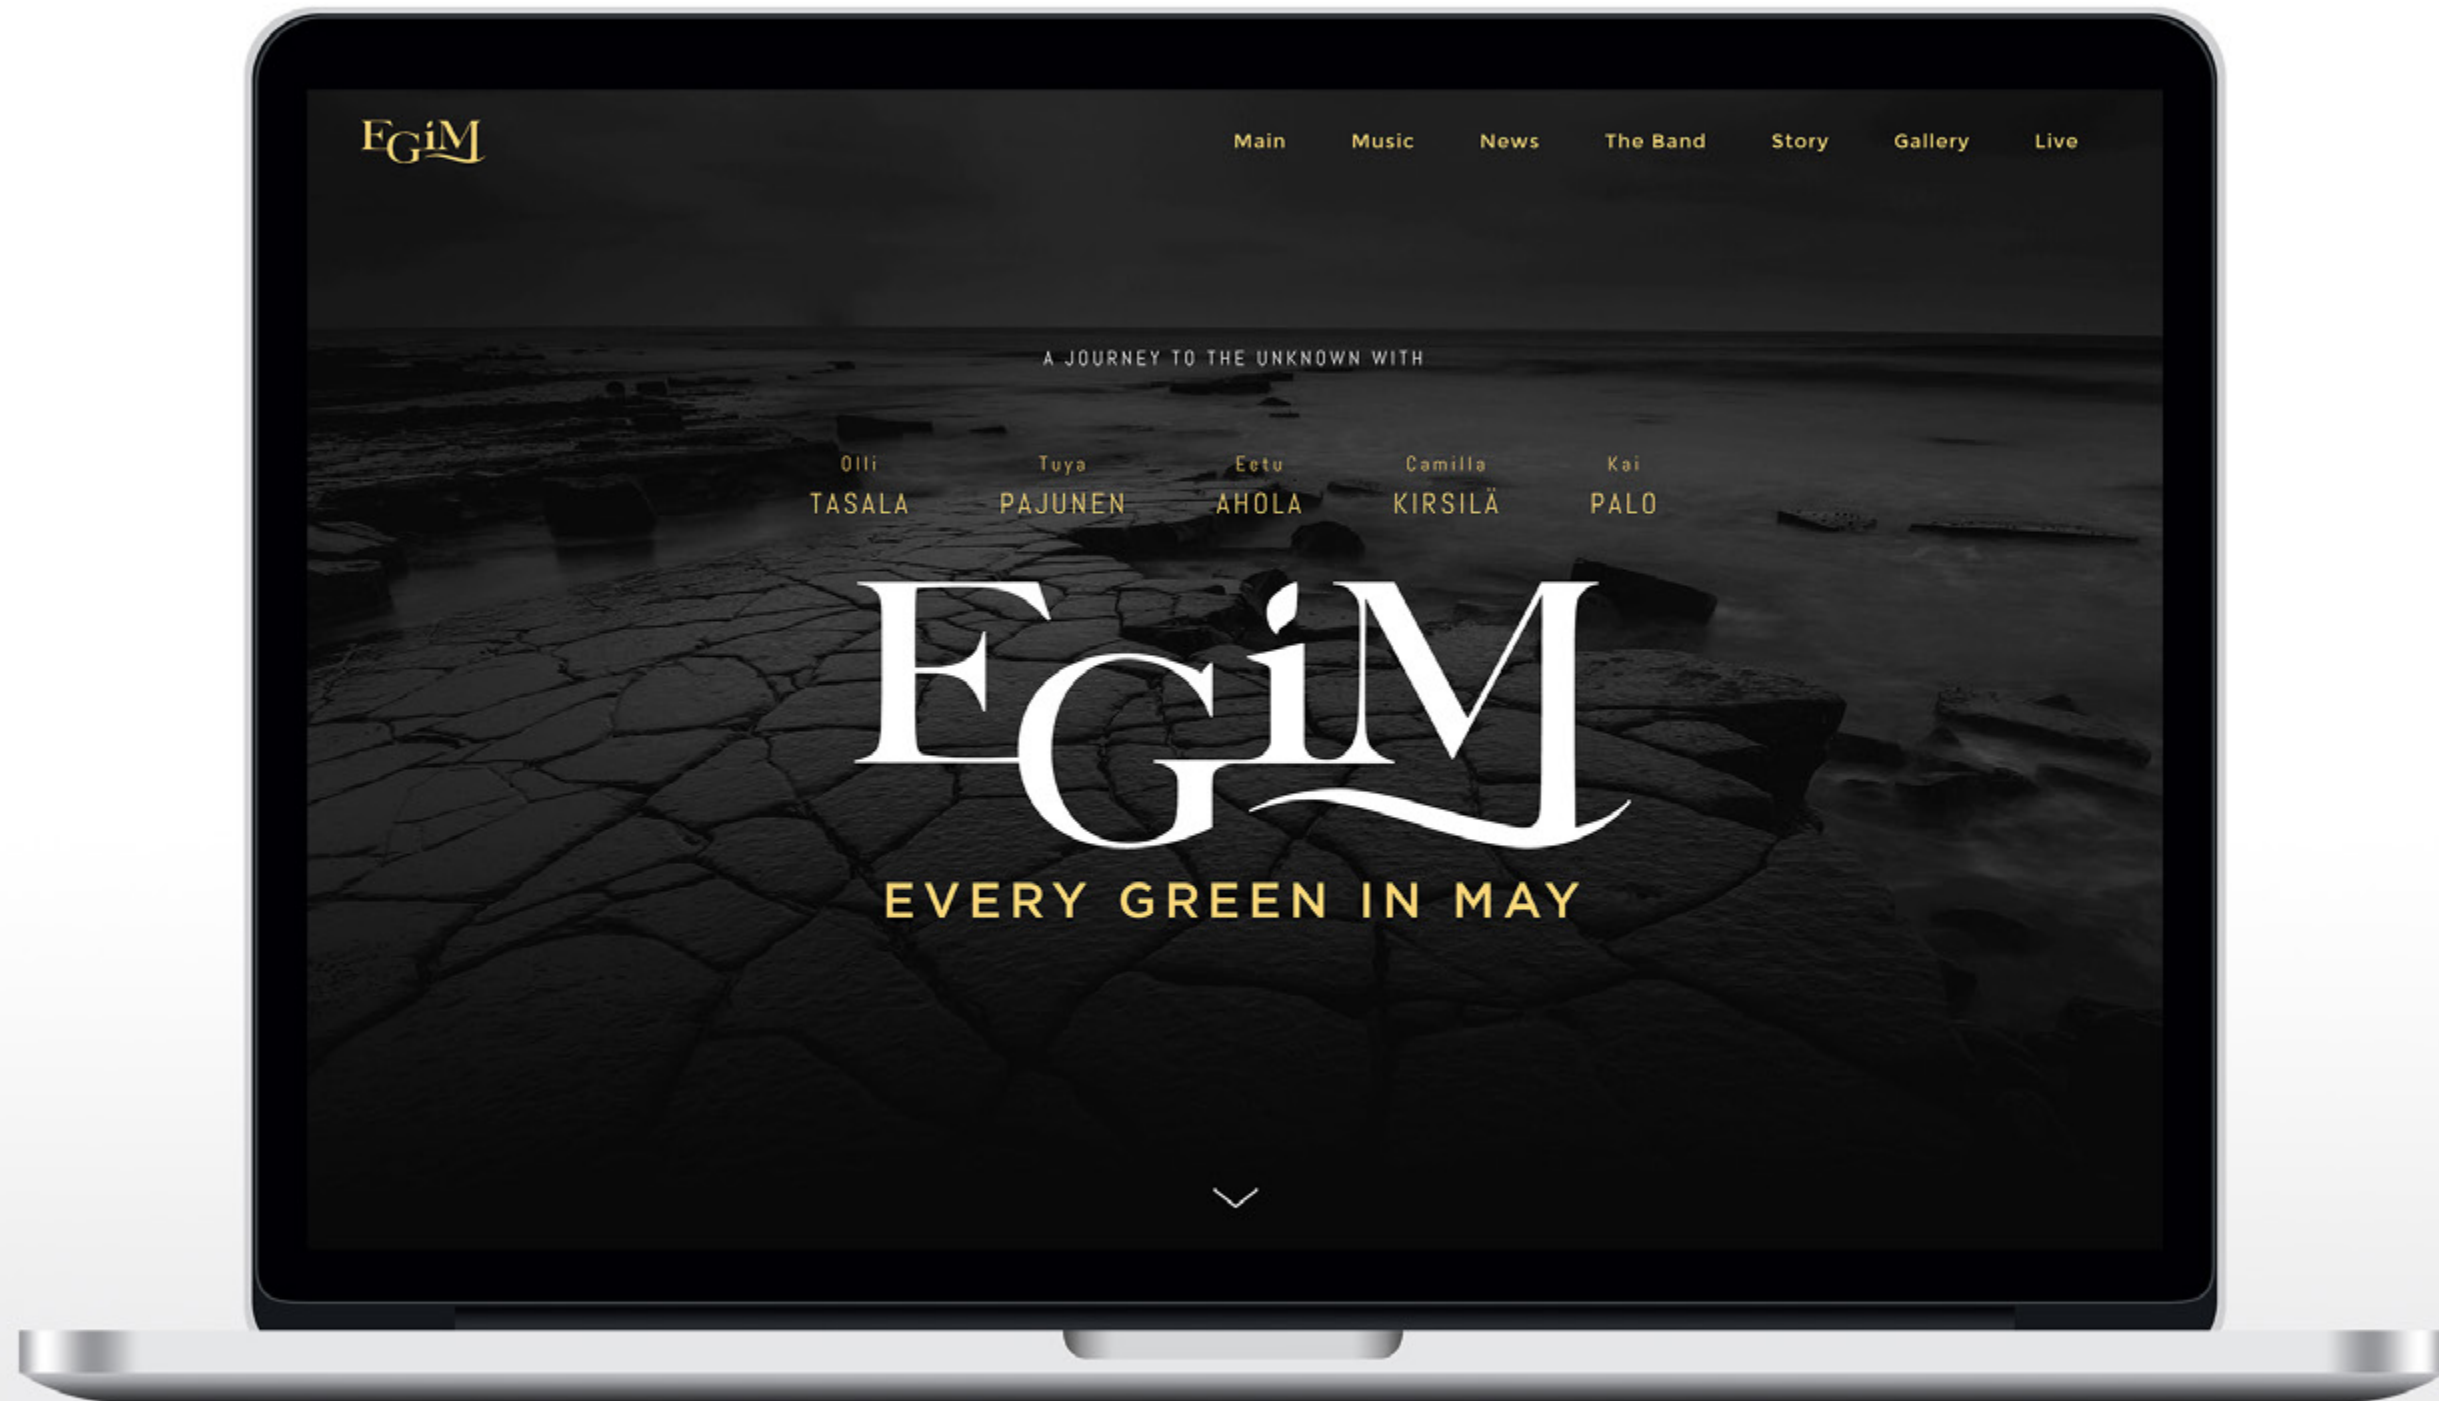 EGiM
Main Music News The Band Story Gallery Live
A JOURNEY TO THE UNKNOWN WITH
Olli Tuya Eetu Camilla Kai
TASALA PAJUNEN AHOLA KIRSILÄ PALO
EGiM
EVERY GREEN IN MAY